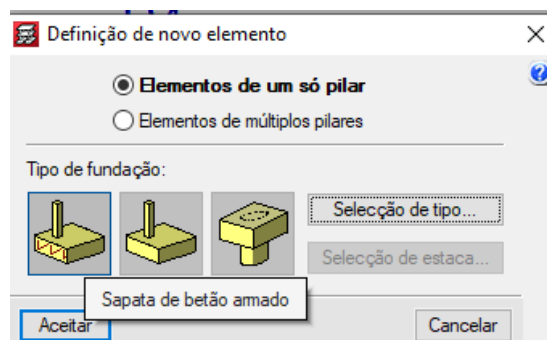 Definição de novo elemento
Elementos de um só pilar
Elementos de múltiplos pilares
Tipo de fundação:
Selecção de tipo...
Selecção de estaca...
Sapata de betão armado
Aceitar
Cancelar